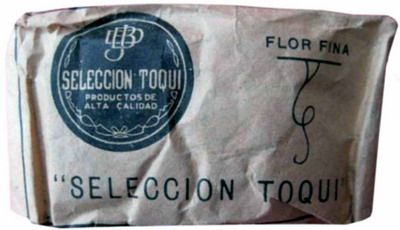 SELECCION TOQUI
PRODUCTOS DE
ALTA CALIDAD
FLOR FINA
"SELECCION TOQUI"